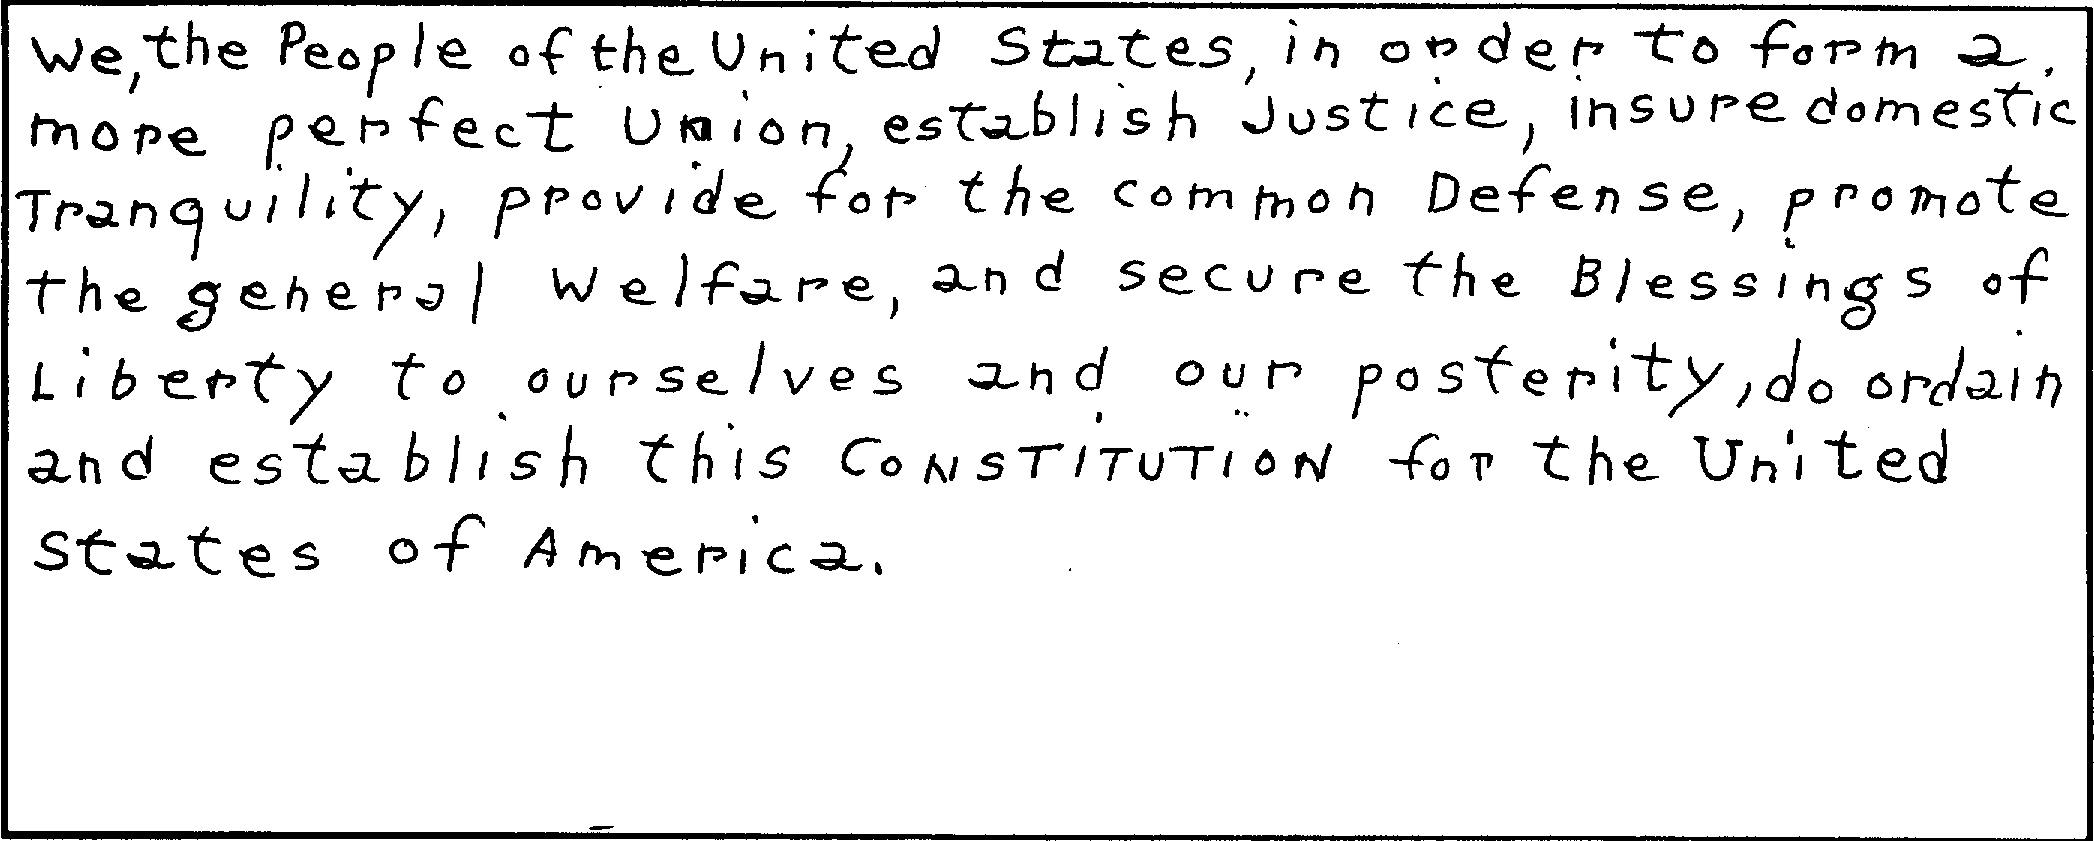 We, the People of the United States, in order to form a
more perfect Union, establish Justice, insure domestic
Tranquility, provide for the common Defense, promote
the general Welfare, and secure the Blessings of
Liberty to ourselves and our posterity, do ordain
and establish this CONSTITUTION for the United
States of America.